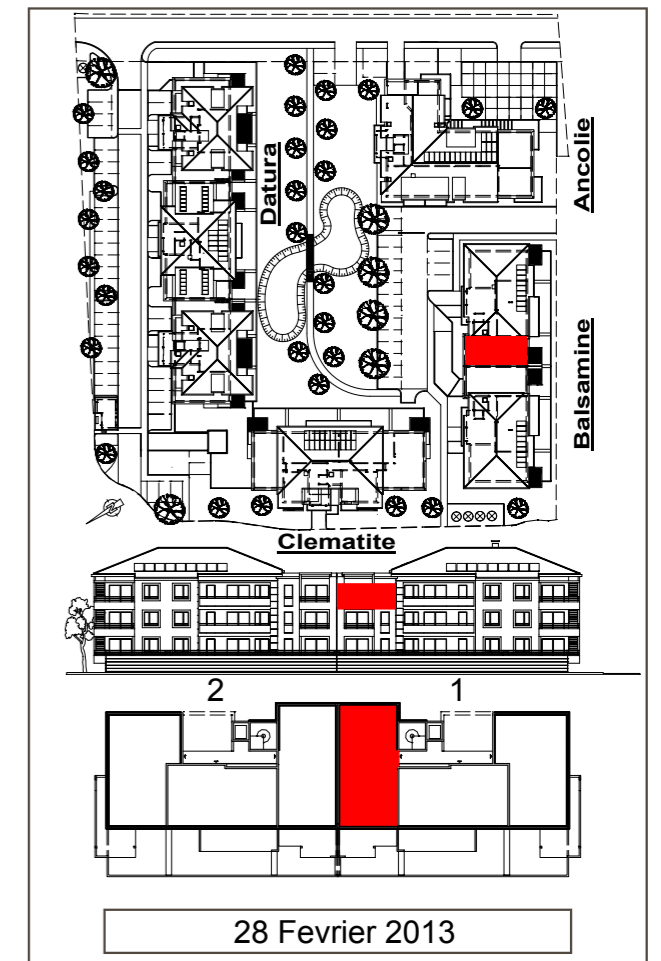 Datura
Ancolie
Balsamine
Clematite
2
1
28 Fevrier 2013